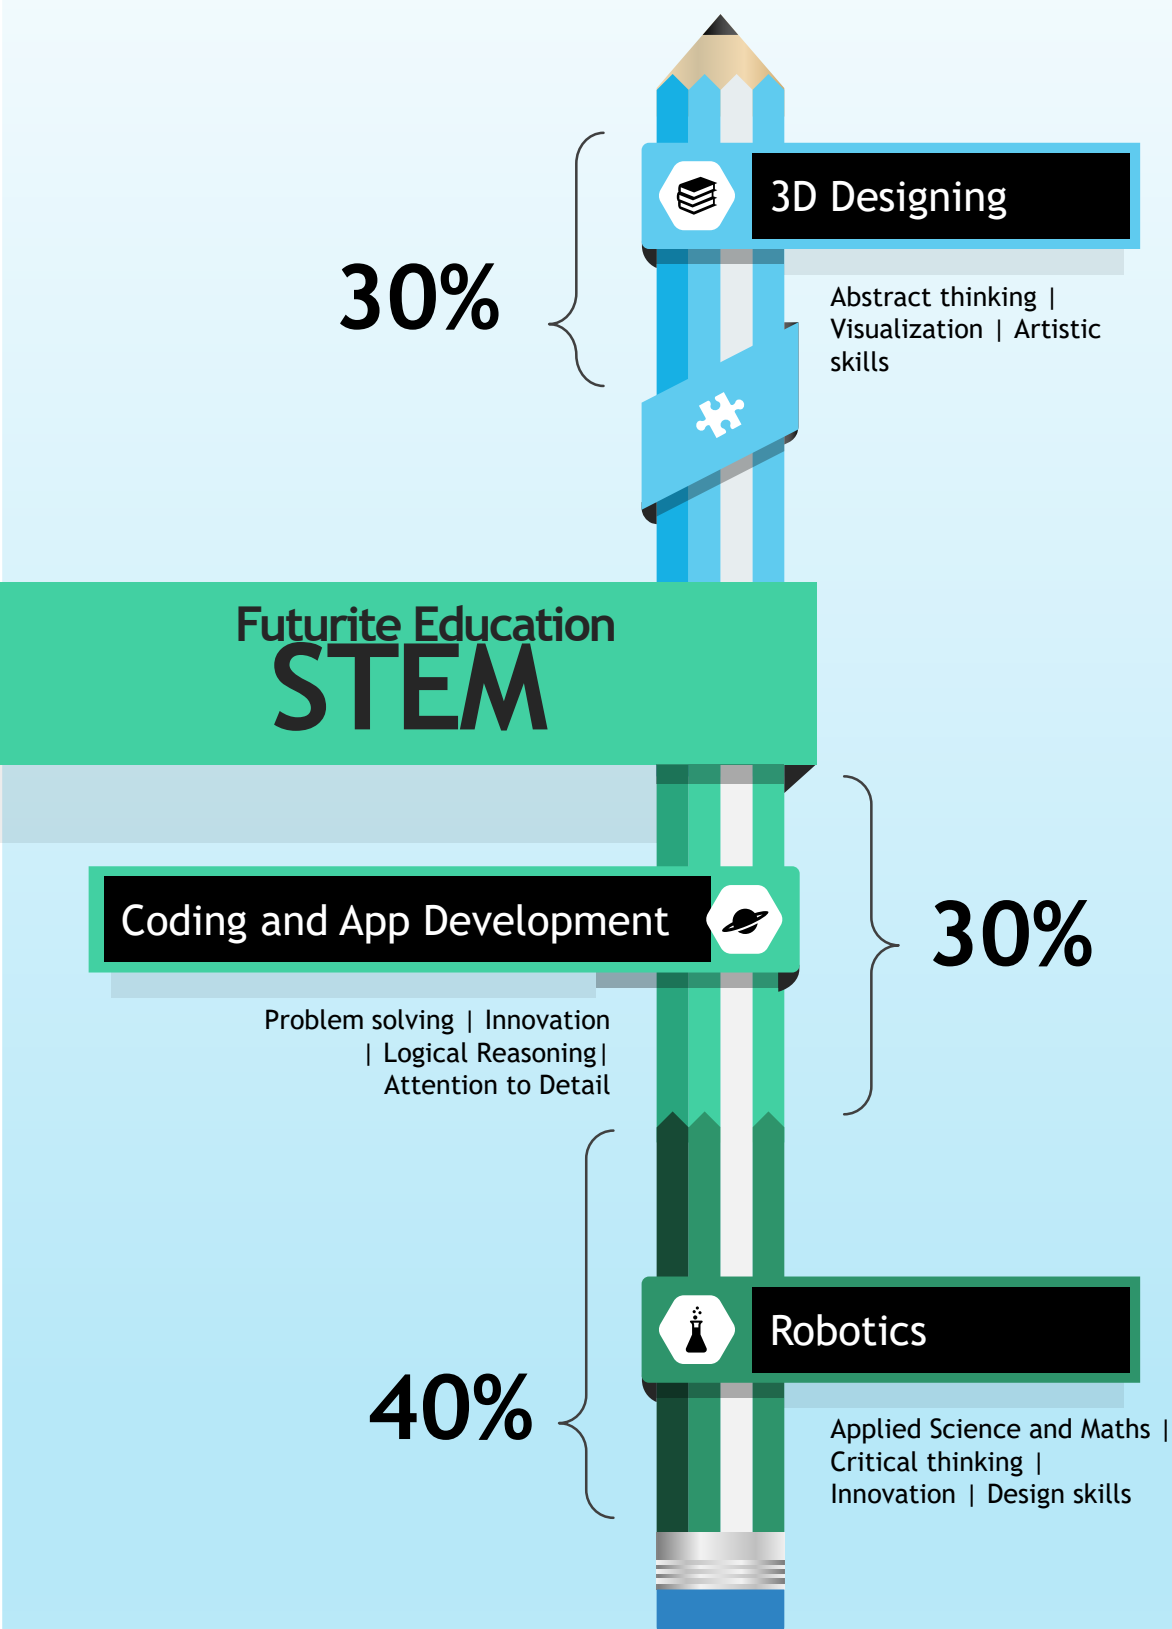 3D Designing
30%
Abstract thinking |
Visualization | Artistic
skills
Futurite Education
STEM
Coding and App Development
30%
Problem solving | Innovation
| Logical Reasoning|
Attention to Detail
Robotics
40%
Applied Science and Maths |
Critical thinking |
Innovation | Design skills